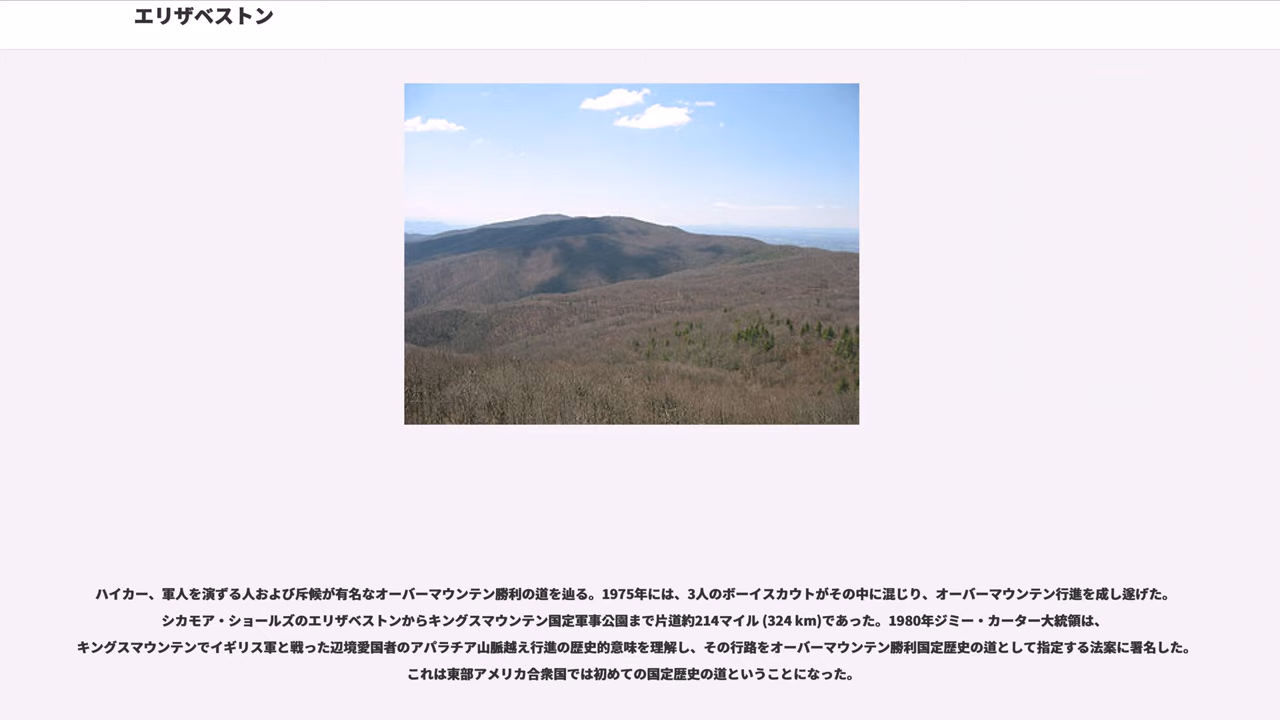 エリザベストン
ハイカー、軍人を演ずる人および斥候が有名なオーバーマウンテン勝利の道を辿る。1975年には、3人のボーイスカウトがその中に混じり、オーバーマウンテン行進を成し遂げた。
シカモア・ショールズのエリザベストンからキングスマウンテン国定軍事公園まで片道約214マイル (324 km)であった。1980年ジミー・カーター大統領は、
キングスマウンテンでイギリス軍と戦った辺境愛国者のアパラチア山脈越え行進の歴史的意味を理解し、その行路をオーバーマウンテン勝利国定歴史の道として指定する法案に署名した。
これは東部アメリカ合衆国では初めての国定歴史の道ということになった。